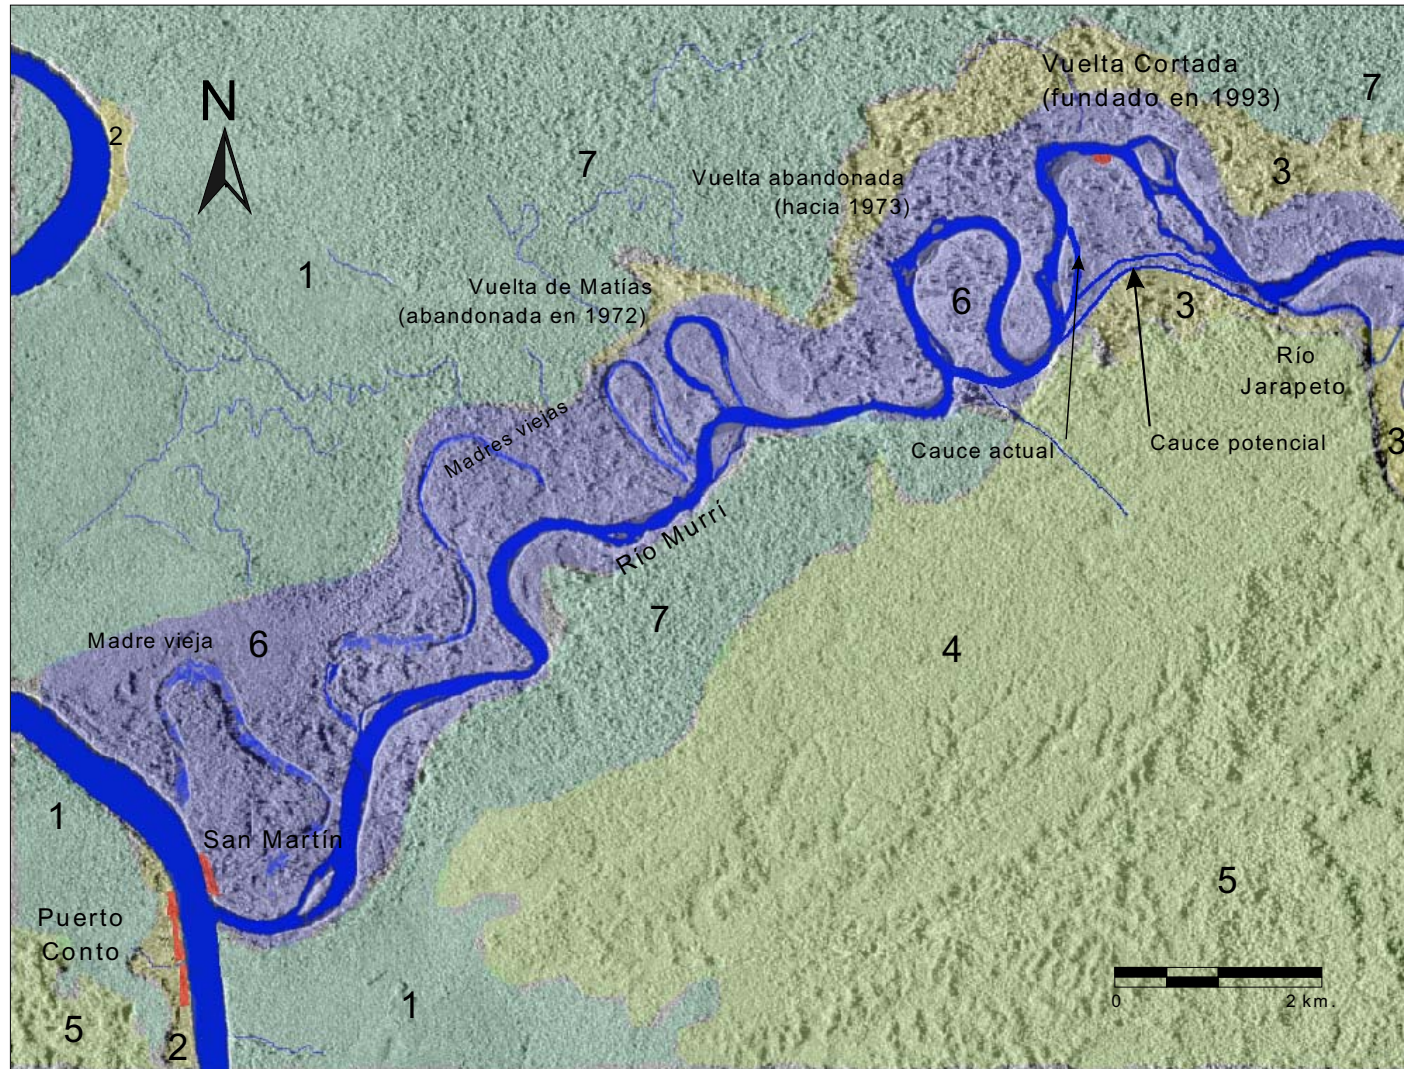 Vuelta Cortada
(fundado en 1993)
7
N
2
7
3
Vuelta abandonada
(hacia 1973)
1
Vuelta de Matías
(abandonada en 1972)
6
3
Río
Jarapeto
Madres viejas
Cauce actual
Cauce potencial
3
Río Murrí
7
Madre vieja
6
4
1
San Martín
5
Puerto
Conto
1
5
2
0
2 km.